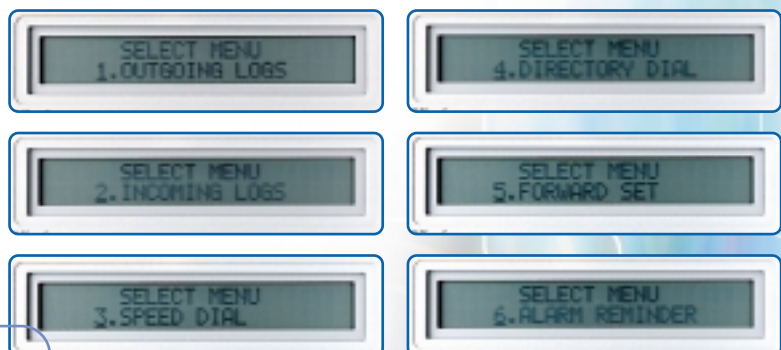 SELECT MENU
1.OUTGOING LOGS
SELECT MENU
2.INCOMING LOGS
SELECT MENU
3.SPEED DIAL
SELECT MENU
4.DIRECTORY DIAL
SELECT MENU
5.FORWARD SET
SELECT MENU
6.ALARM REMINDER